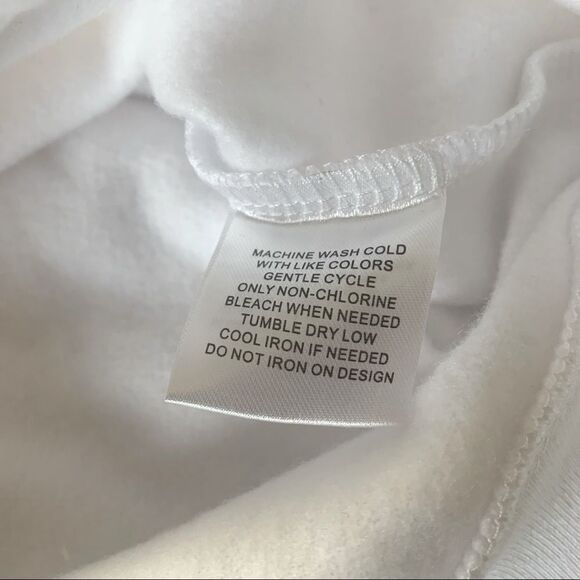 MACHINE WASH COLD
WITH LIKE COLORS
GENTLE CYCLE
ONLY NON-CHLORINE
BLEACH WHEN NEEDED
TUMBLE DRY LOW
COOL IRON IF NEEDED
DO NOT IRON ON DESIGN